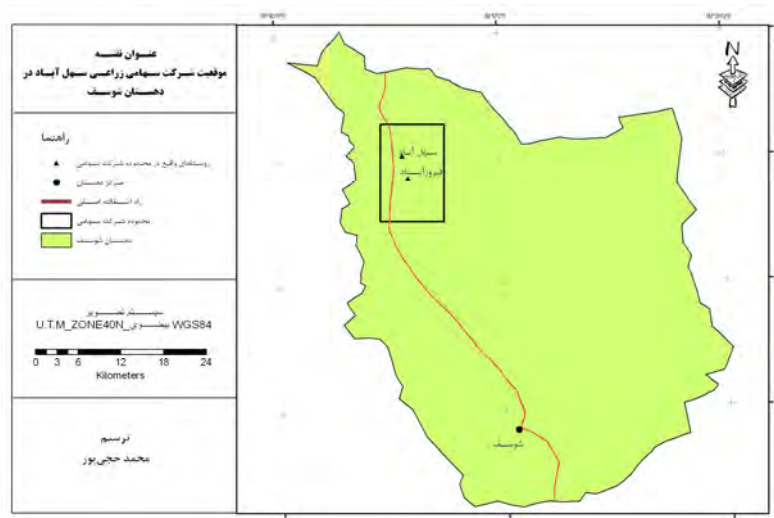 عنوان نقشه
موقعیت شرکت سهامی زراعی سهل آباد در
دهستان شوسف
راهنما
روستاهای واقع در محدوده شرکت سهامی
مرکز دهستان
راه آسفالته اصلی
محدوده شرکت سهامی
دهستان شوسف
سیستم تصویر
U.T.M_ZONE40N_بیضوی WGS84
0 3 6 12 18 24
Kilometers
ترسیم
محمد حجی‌پور
N
سهل آباد
فیروزآباد
شوسف